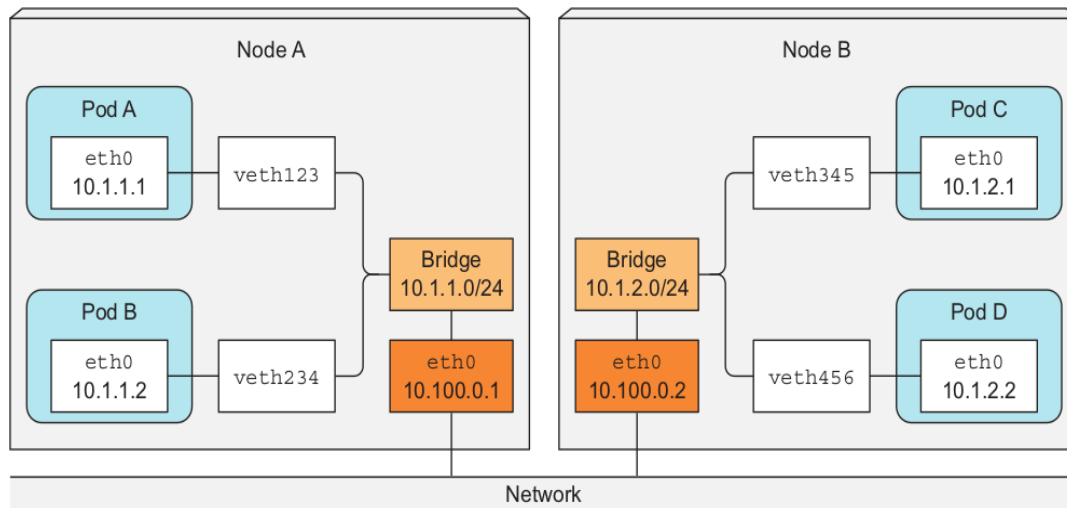 Node A
Pod A
eth0
10.1.1.1
veth123
Bridge
10.1.1.0/24
Pod B
eth0
10.1.1.2
veth234
eth0
10.100.0.1
Node B
Pod C
veth345
eth0
10.1.2.1
Bridge
10.1.2.0/24
Pod D
eth0
10.100.0.2
veth456
eth0
10.1.2.2
Network